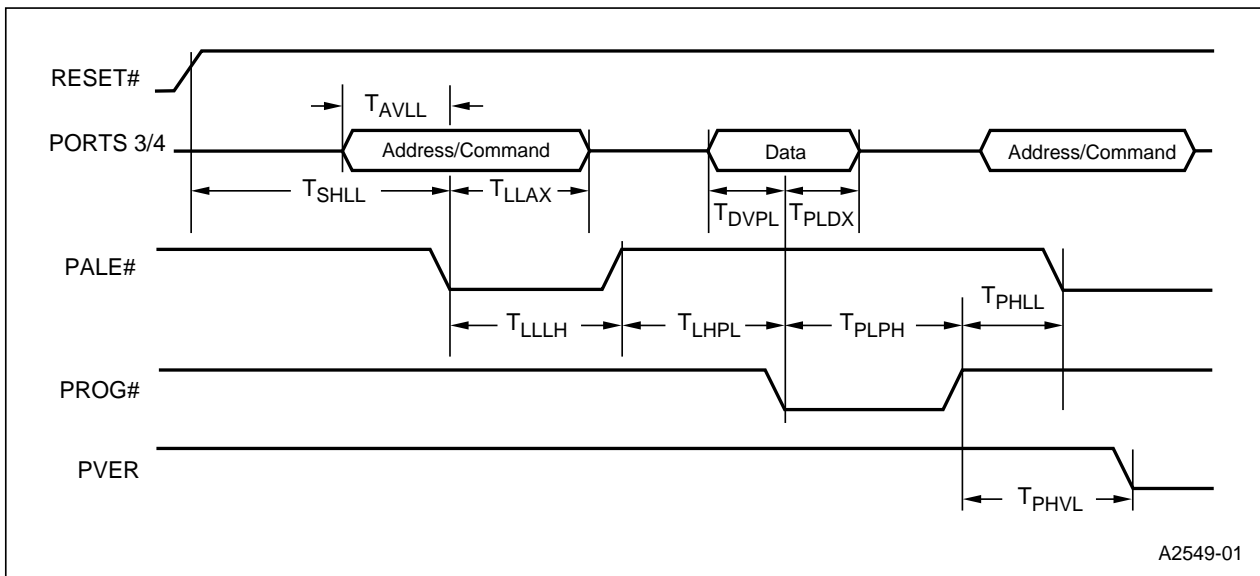 RESET#
TAVLL
PORTS 3/4
Address/Command
Data
Address/Command
TSHLL
TLLAX
TDVPL
TPLDX
PALE#
TPHLL
TLLLH
TLHPL
TPLPH
PROG#
PVER
TPHVL
A2549-01